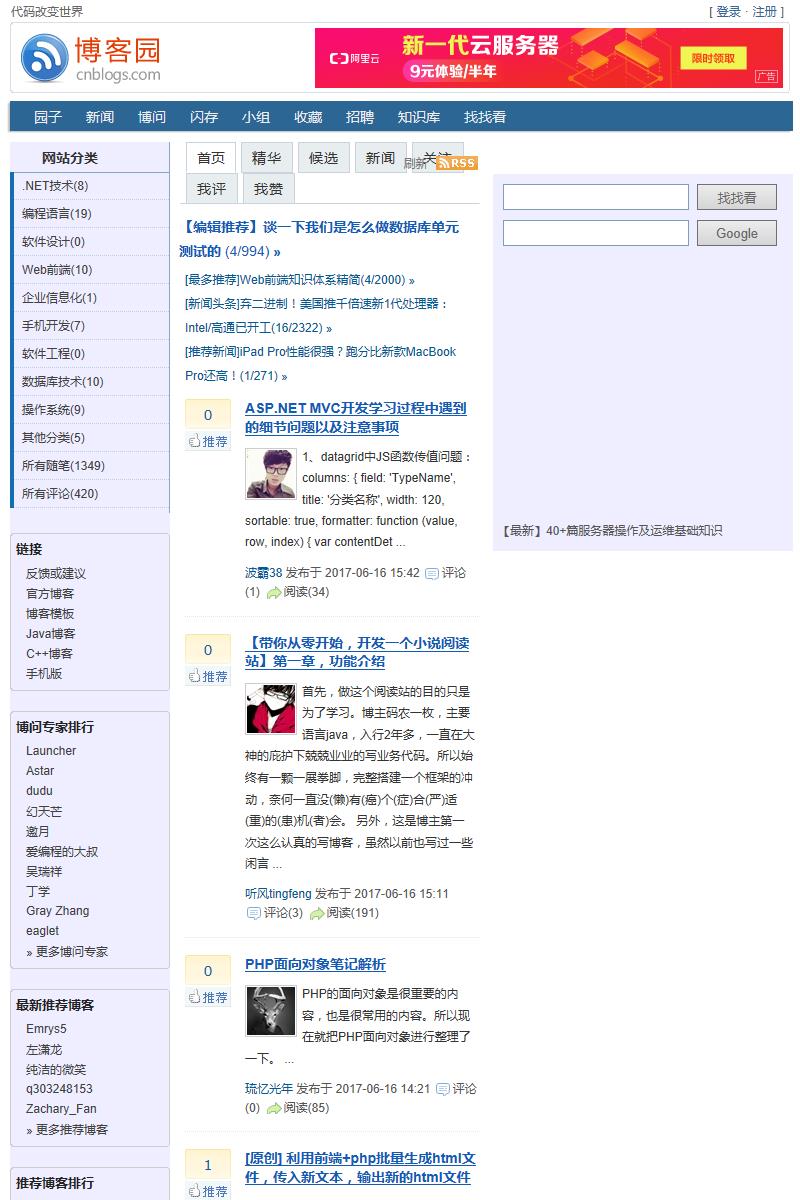 代码改变世界
[ 登录 · 注册 ]
博客园
cnblogs.com
阿里云
新一代云服务器
9元体验/半年
限时领取
广告
园子 新闻 博问 闪存 小组 收藏 招聘 知识库 找找看
网站分类
.NET技术(8)
编程语言(19)
软件设计(0)
Web前端(10)
企业信息化(1)
手机开发(7)
软件工程(0)
数据库技术(10)
操作系统(9)
其他分类(5)
所有随笔(1349)
所有评论(420)
链接
反馈或建议
官方博客
博客模板
Java博客
C++博客
手机版
博问专家排行
Launcher
Astar
dudu
幻天芒
邀月
爱编程的大叔
吴瑞祥
丁学
Gray Zhang
eaglet
» 更多博问专家
最新推荐博客
Emrys5
左潇龙
纯洁的微笑
q303248153
Zachary_Fan
» 更多推荐博客
推荐博客排行
首页 精华 候选 新闻 关注
刷新 RSS
我评 我赞
【编辑推荐】谈一下我们是怎么做数据库单元
测试的 (4/994) »
[最多推荐]Web前端知识体系精简(4/2000) »
[新闻头条]弃二进制！美国推千倍速新1代处理器：
Intel/高通已开工(16/2322) »
[推荐新闻]iPad Pro性能很强？跑分比新款MacBook
Pro还高！(1/271) »
0
推荐
ASP.NET MVC开发学习过程中遇到
的细节问题以及注意事项
1、datagrid中JS函数传值问题：
columns: { field: 'TypeName',
title: '分类名称', width: 120,
sortable: true, formatter: function (value,
row, index) { var contentDet ...
波霸38 发布于 2017-06-16 15:42 评论
(1) 阅读(34)
0
推荐
【带你从零开始，开发一个小说阅读
站】第一章，功能介绍
首先，做这个阅读站的目的只是
为了学习。博主码农一枚，主要
语言java，入行2年多，一直在大
神的庇护下兢兢业业的写业务代码。所以始
终有一颗一展拳脚，完整搭建一个框架的冲
动，奈何一直没(懒)有(癌)个(症)合(严)适
(重)的(患)机(者)会。 另外，这是博主第一
次这么认真的写博客，虽然以前也写过一些
闲言 ...
听风tingfeng 发布于 2017-06-16 15:11
评论(3) 阅读(191)
0
推荐
PHP面向对象笔记解析
PHP的面向对象是很重要的内
容，也是很常用的内容。所以现
在就把PHP面向对象进行整理了
一下。 ...
琉忆光年 发布于 2017-06-16 14:21 评论
(0) 阅读(85)
1
推荐
[原创] 利用前端+php批量生成html文
件，传入新文本，输出新的html文件
找找看
Google
【最新】40+篇服务器操作及运维基础知识